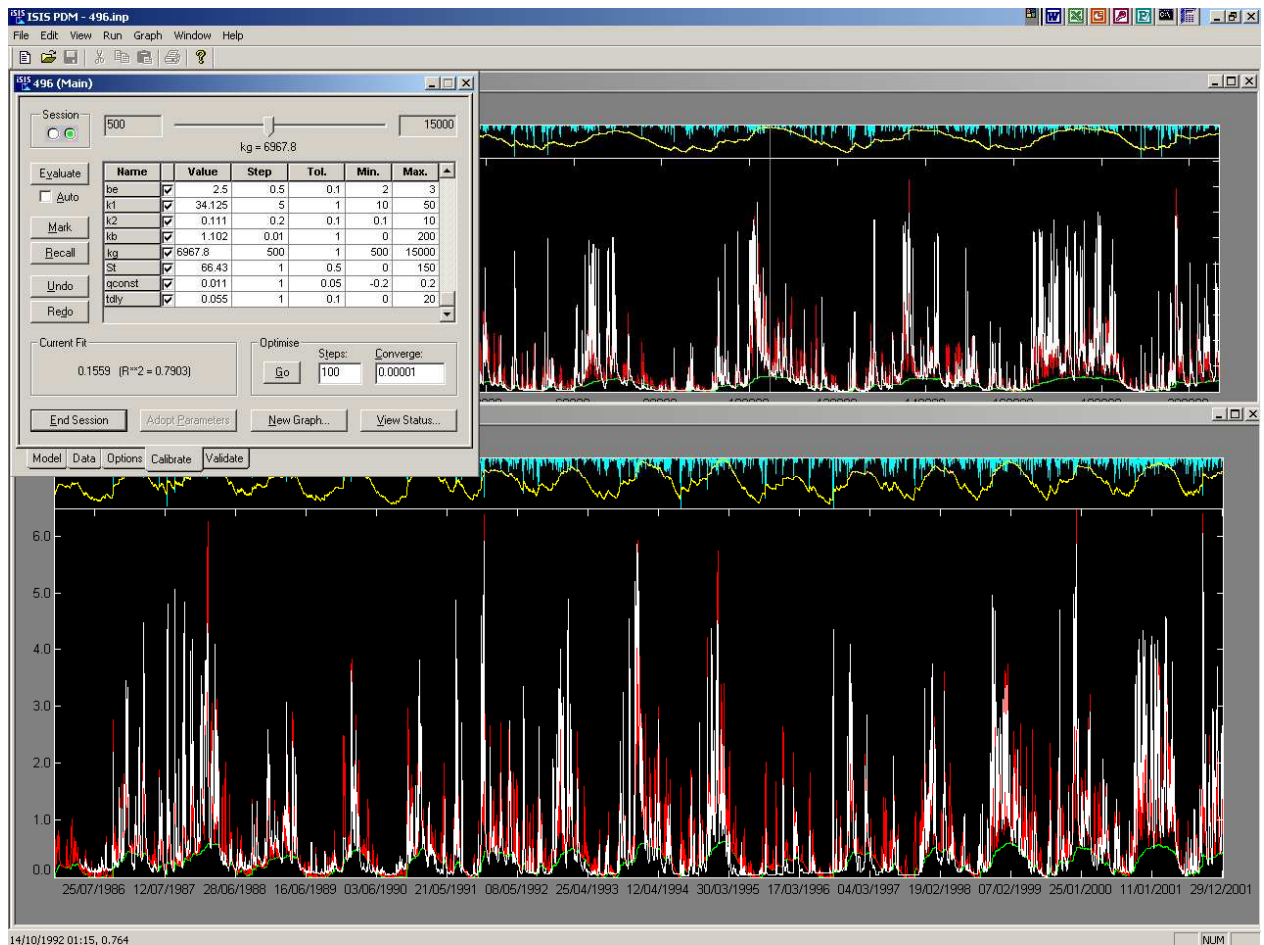 ISIS PDM - 496.inp
File Edit View Run Graph Window Help
496 (Main)
Session
500 15000
kg = 6967.8
Evaluate
Auto
Mark
Recall
Undo
Redo
Name Value Step Tol. Min. Max.
be 2.5 0.5 0.1 2 3
k1 34.125 5 1 10 50
k2 0.111 0.2 0.1 0.1 10
kb 1.102 0.01 1 0 200
kg 6967.8 500 1 500 15000
St 66.43 1 0.5 0 150
qconst 0.011 1 0.05 -0.2 0.2
tdly 0.055 1 0.1 0 20
Current Fit
0.1559 (R**2 = 0.7903)
Optimise
Steps: Converge:
Go 100 0.00001
End Session Adopt Parameters New Graph... View Status...
Model Data Options Calibrate Validate
6.0
5.0
4.0
3.0
2.0
1.0
0.0
25/07/1986 12/07/1987 28/06/1988 16/06/1989 03/06/1990 21/05/1991 08/05/1992 25/04/1993 12/04/1994 30/03/1995 17/03/1996 04/03/1997 19/02/1998 07/02/1999 25/01/2000 11/01/2001 29/12/2001
14/10/1992 01:15, 0.764 NUM